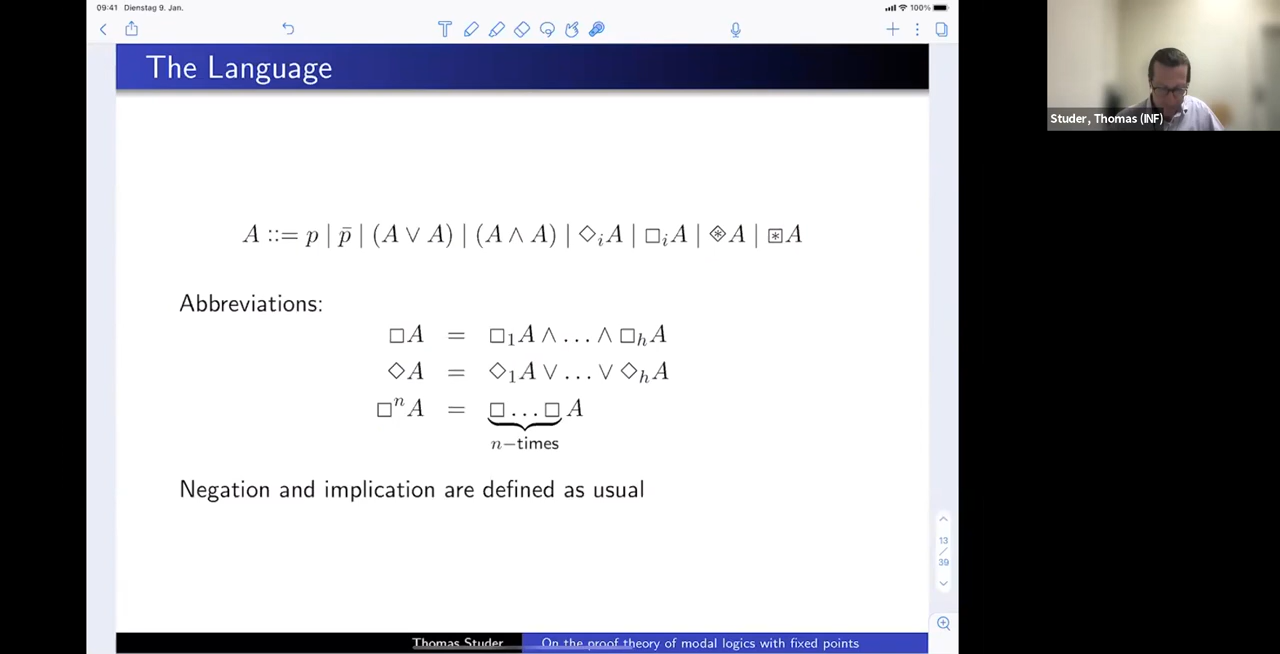 09:41 Dienstag 9. Jan.
100%
The Language
Studer, Thomas (INF)
A ::= p | p̄ | (A ∨ A) | (A ∧ A) | ◇ᵢA | □ᵢA | ⟐A | ⊡A
Abbreviations:
□A = □₁A ∧ … ∧ □ₕA
◇A = ◇₁A ∨ … ∨ ◇ₕA
□ⁿA = □…□ A
n−times
Negation and implication are defined as usual
13
/
39
Thomas Studer On the proof theory of modal logics with fixed points